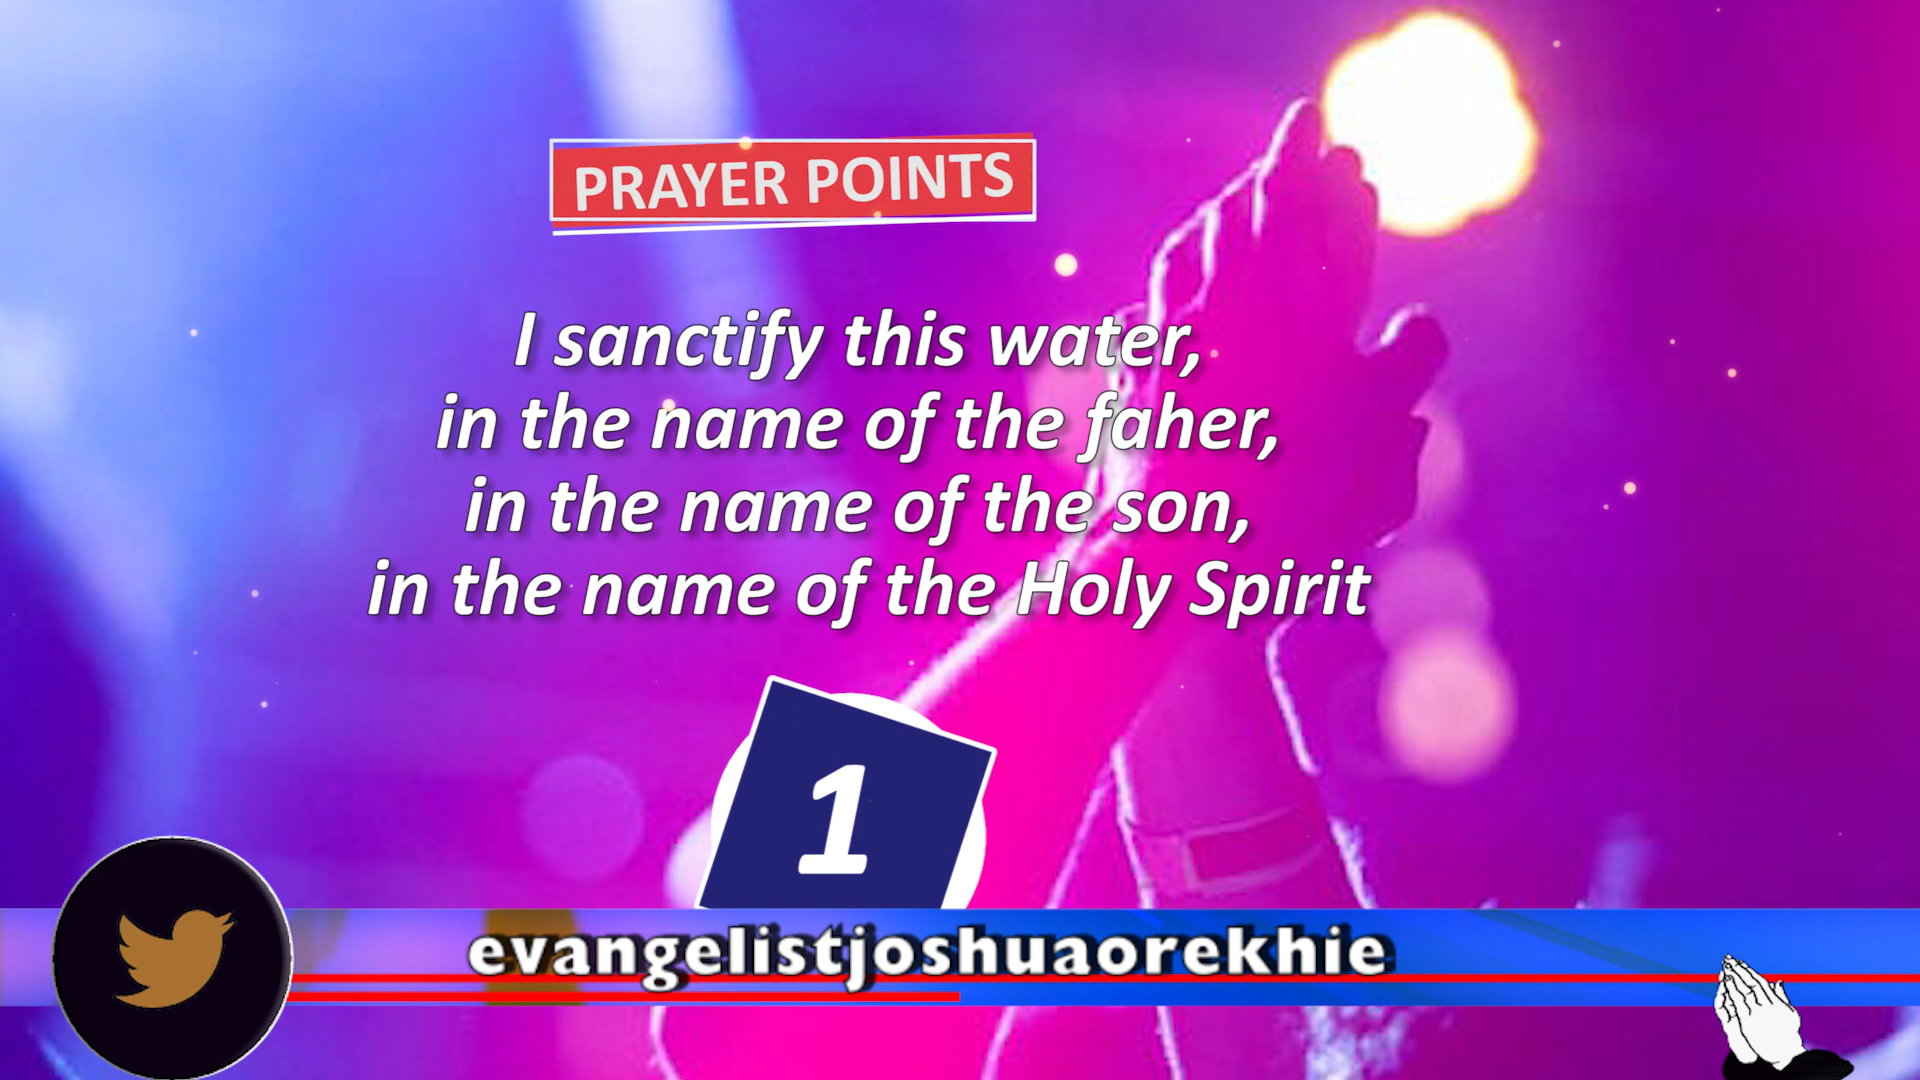 PRAYER POINTS
I sanctify this water,
in the name of the faher,
in the name of the son,
in the name of the Holy Spirit
1
evangelistjoshuaorekhie